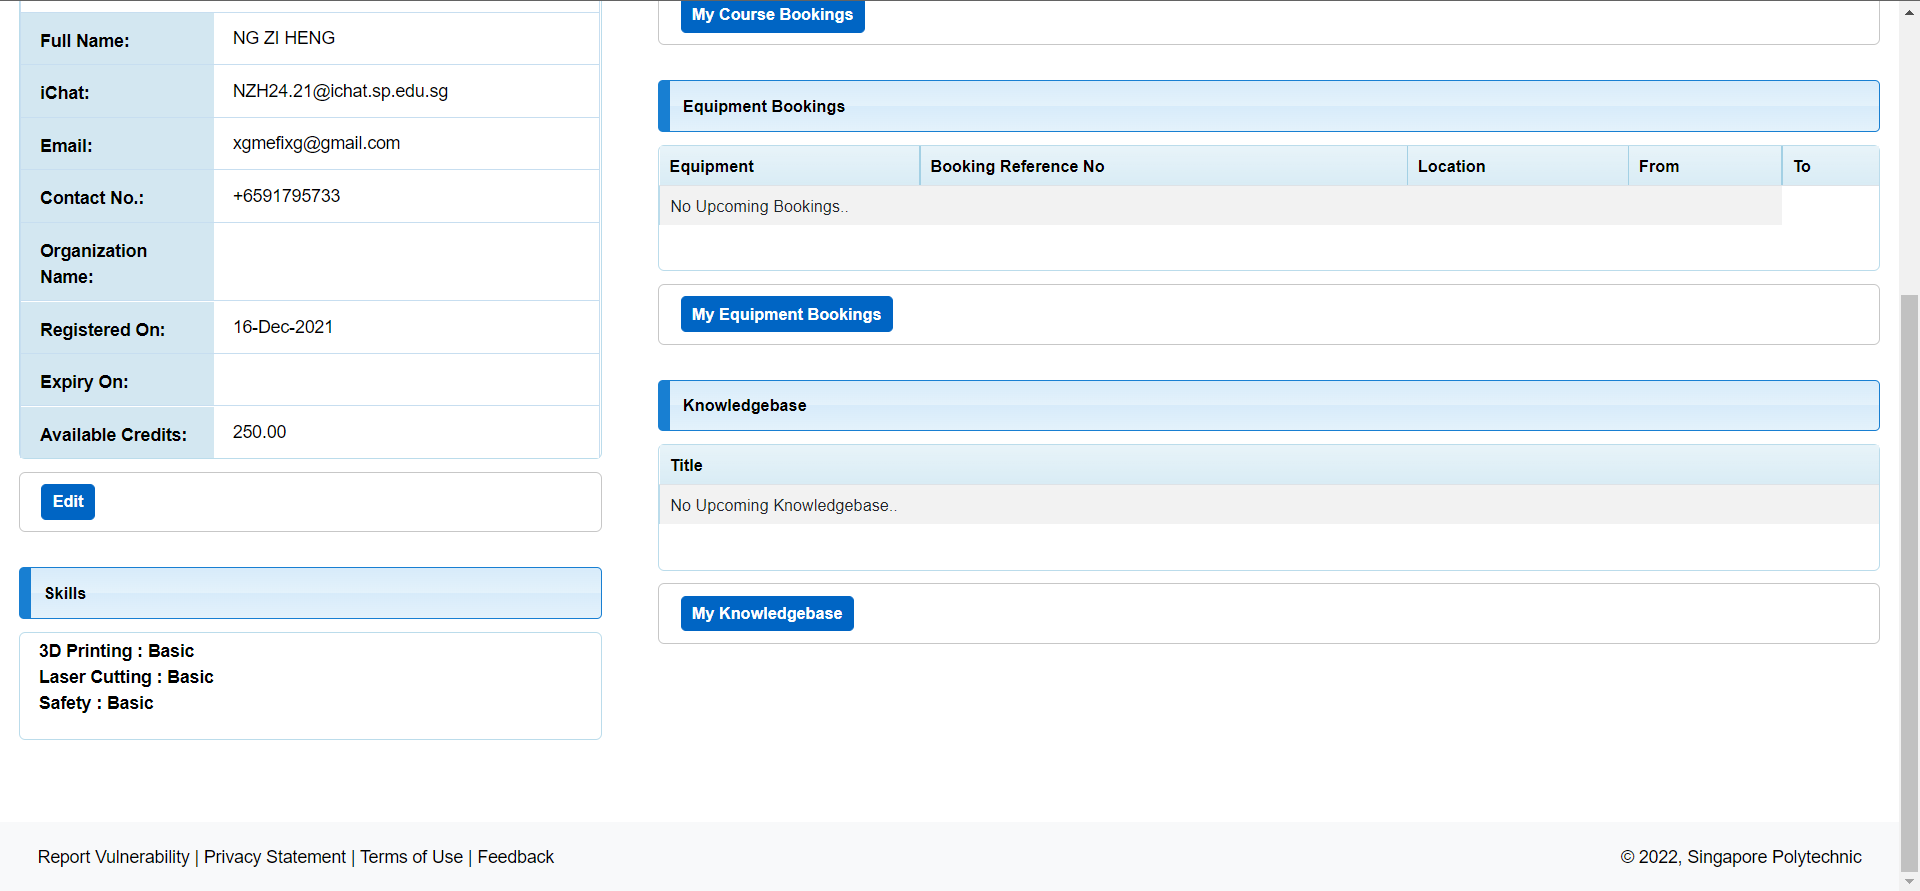 Full Name: NG ZI HENG
iChat: NZH24.21@ichat.sp.edu.sg
Email: xgmefixg@gmail.com
Contact No.: +6591795733
Organization
Name:
Registered On: 16-Dec-2021
Expiry On:
Available Credits: 250.00
Edit
Skills
3D Printing : Basic
Laser Cutting : Basic
Safety : Basic
My Course Bookings
Equipment Bookings
Equipment Booking Reference No Location From To
No Upcoming Bookings..
My Equipment Bookings
Knowledgebase
Title
No Upcoming Knowledgebase..
My Knowledgebase
Report Vulnerability | Privacy Statement | Terms of Use | Feedback
© 2022, Singapore Polytechnic